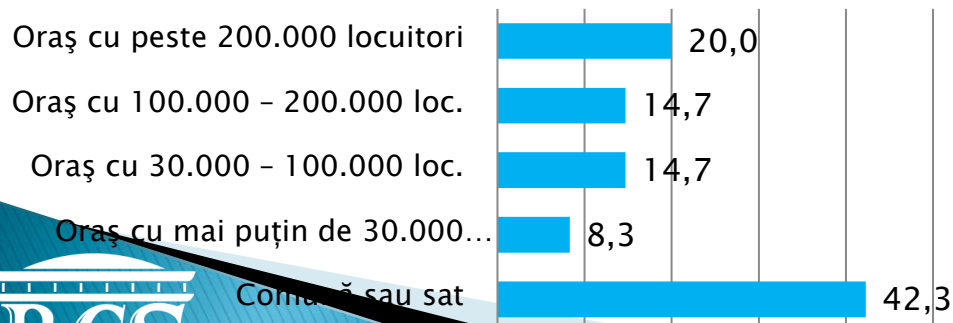 Oraş cu peste 200.000 locuitori 20,0
Oraş cu 100.000 – 200.000 loc. 14,7
Oraş cu 30.000 – 100.000 loc. 14,7
Oraş cu mai puţin de 30.000… 8,3
Comună sau sat 42,3